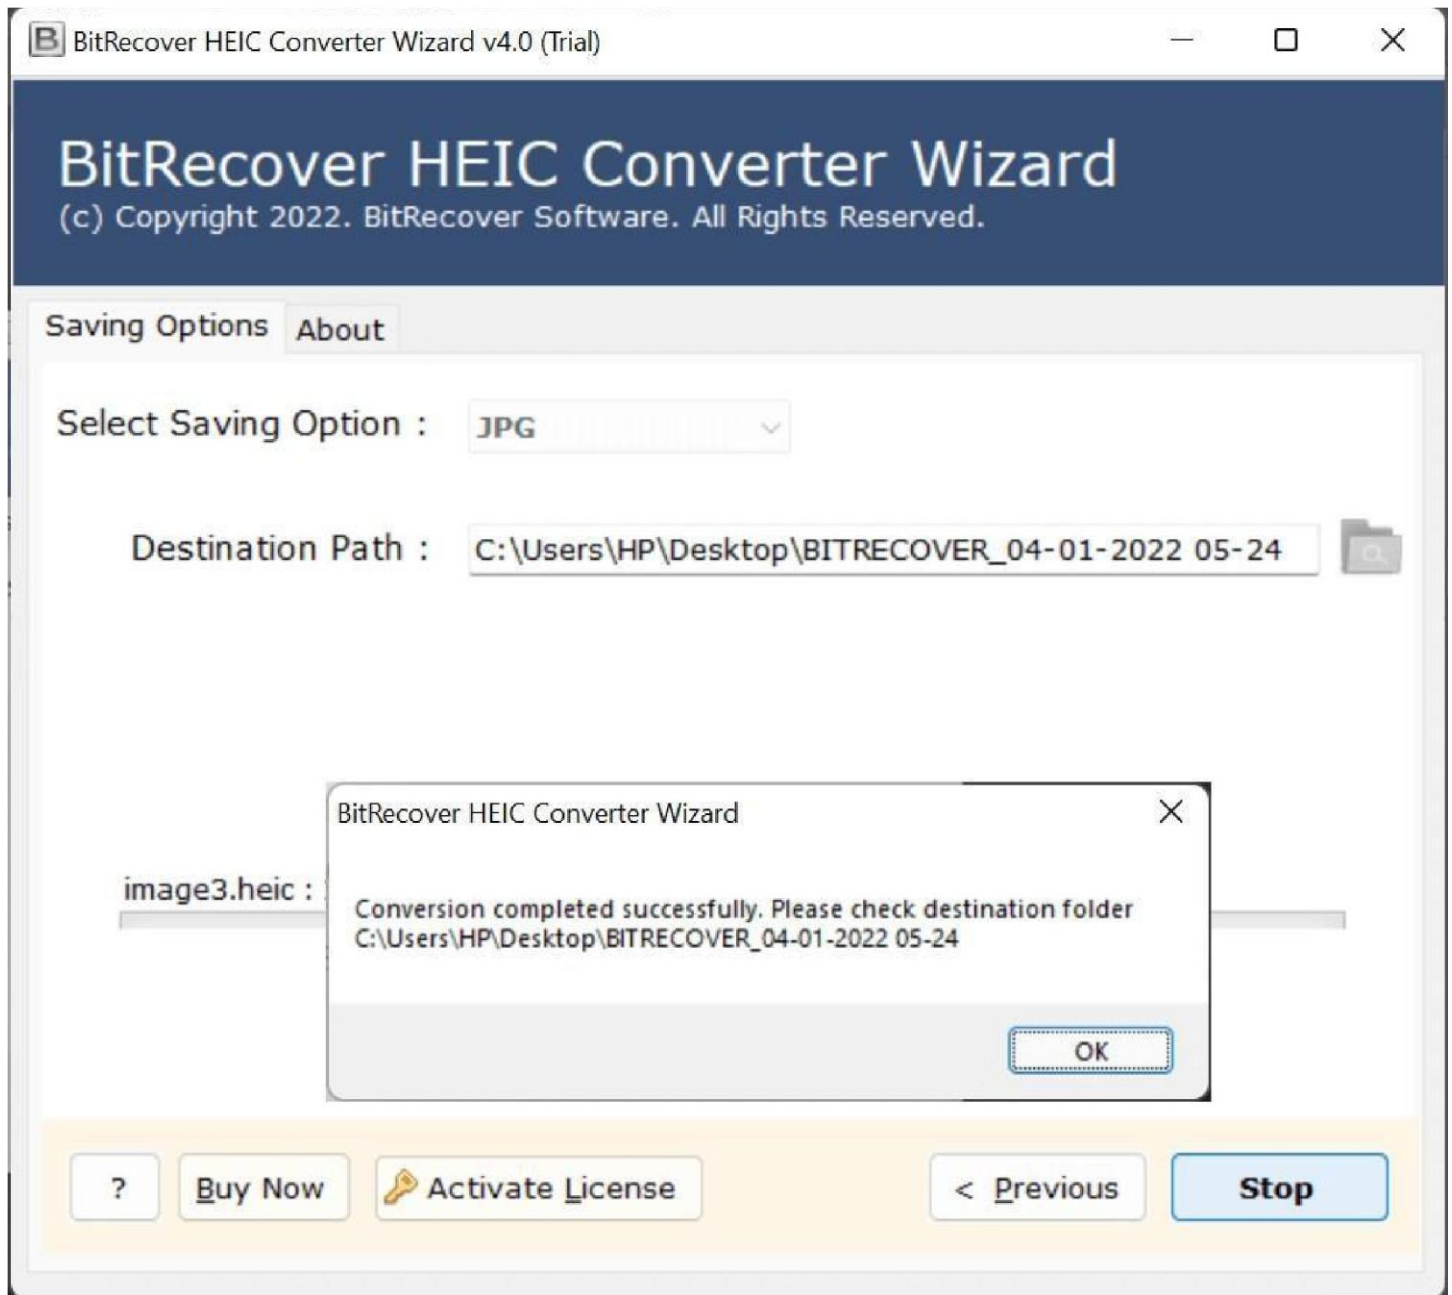 BitRecover HEIC Converter Wizard v4.0 (Trial)
BitRecover HEIC Converter Wizard
(c) Copyright 2022. BitRecover Software. All Rights Reserved.
Saving Options About
Select Saving Option : JPG
Destination Path : C:\Users\HP\Desktop\BITRECOVER_04-01-2022 05-24
BitRecover HEIC Converter Wizard
image3.heic :
Conversion completed successfully. Please check destination folder
C:\Users\HP\Desktop\BITRECOVER_04-01-2022 05-24
OK
? Buy Now Activate License < Previous Stop